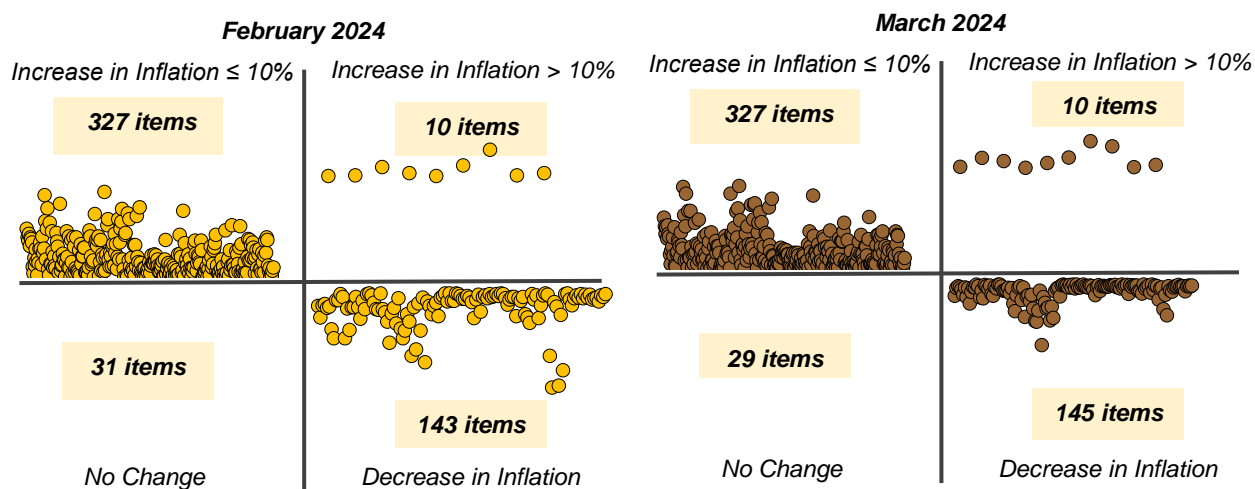 February 2024
Increase in Inflation ≤ 10%
Increase in Inflation > 10%
327 items
10 items
31 items
143 items
No Change
Decrease in Inflation
March 2024
Increase in Inflation ≤ 10%
Increase in Inflation > 10%
327 items
10 items
29 items
145 items
No Change
Decrease in Inflation